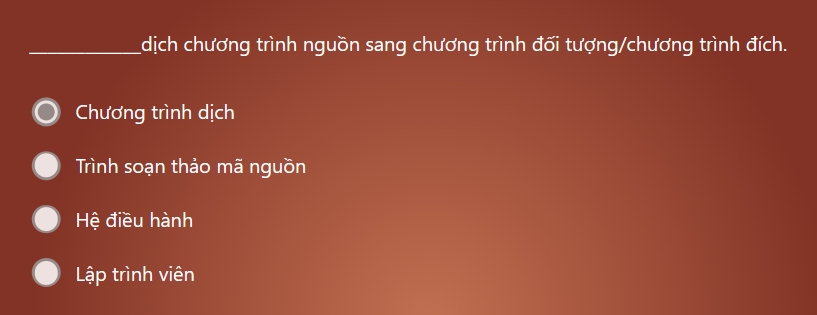 ____________dịch chương trình nguồn sang chương trình đối tượng/chương trình đích.
Chương trình dịch
Trình soạn thảo mã nguồn
Hệ điều hành
Lập trình viên